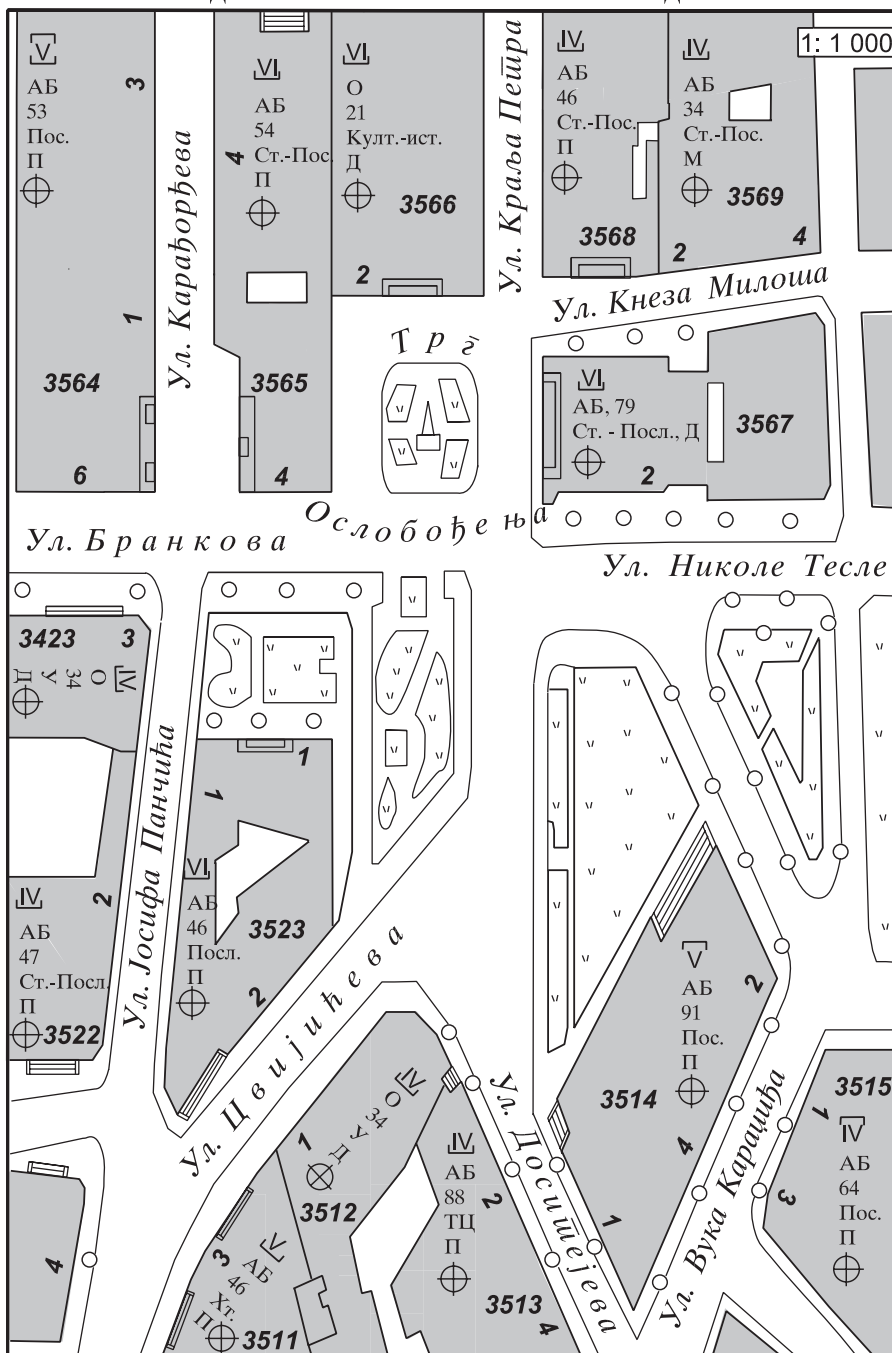 1: 1 000
V
АБ
53
Пос.
П
3
1
3564
6
Ул. Карађорђева
VI
АБ
54
Ст.-Пос.
П
4
3565
4
VI
О
21
Култ.-ист.
Д
3566
2
Ул. Краља Петра
IV
АБ
46
Ст.-Пос.
П
3568
IV
АБ
34
Ст.-Пос.
М
3569
2
4
Ул. Кнеза Милоша
Трг
Ослобођења
VI
АБ, 79
Ст. - Посл., Д
3567
2
Ул. Бранкова
Ул. Николе Тесле
3423
3
IV
О
34
У
Д
Ул. Јосифа Панчића
1
1
2
IV
АБ
47
Ст.-Посл.
П
3522
VI
АБ
46
Посл.
П
3523
2
Ул. Цвијићева
V
АБ
91
Пос.
П
2
3514
4
1
Ул. Доситејева
Ул. Вука Караџића
3515
1
IV
АБ
64
Пос.
П
3
IV
О
34
У
Д
1
3512
IV
АБ
88
ТЦ
П
2
3513
4
V
АБ
46
Хт.
П
3
3511
4